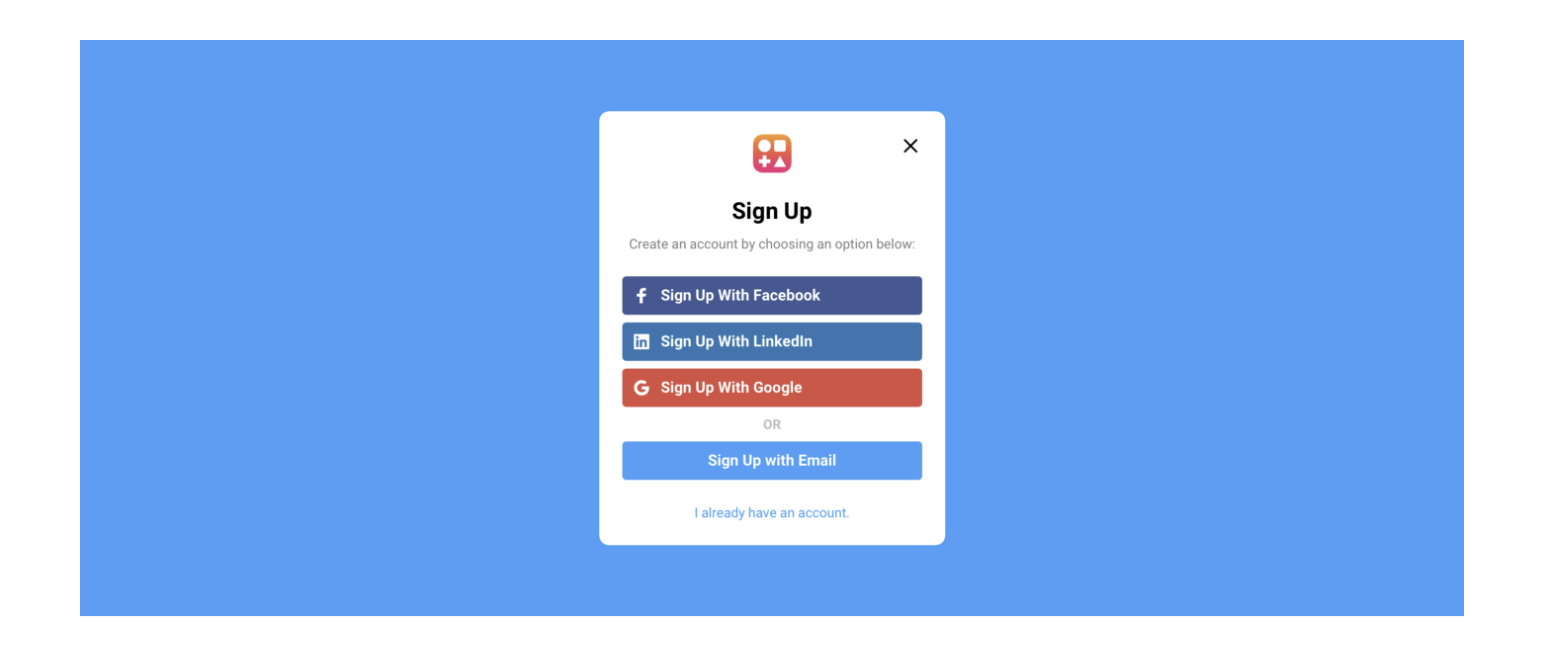 Sign Up
Create an account by choosing an option below:
Sign Up With Facebook
Sign Up With LinkedIn
Sign Up With Google
OR
Sign Up with Email
I already have an account.